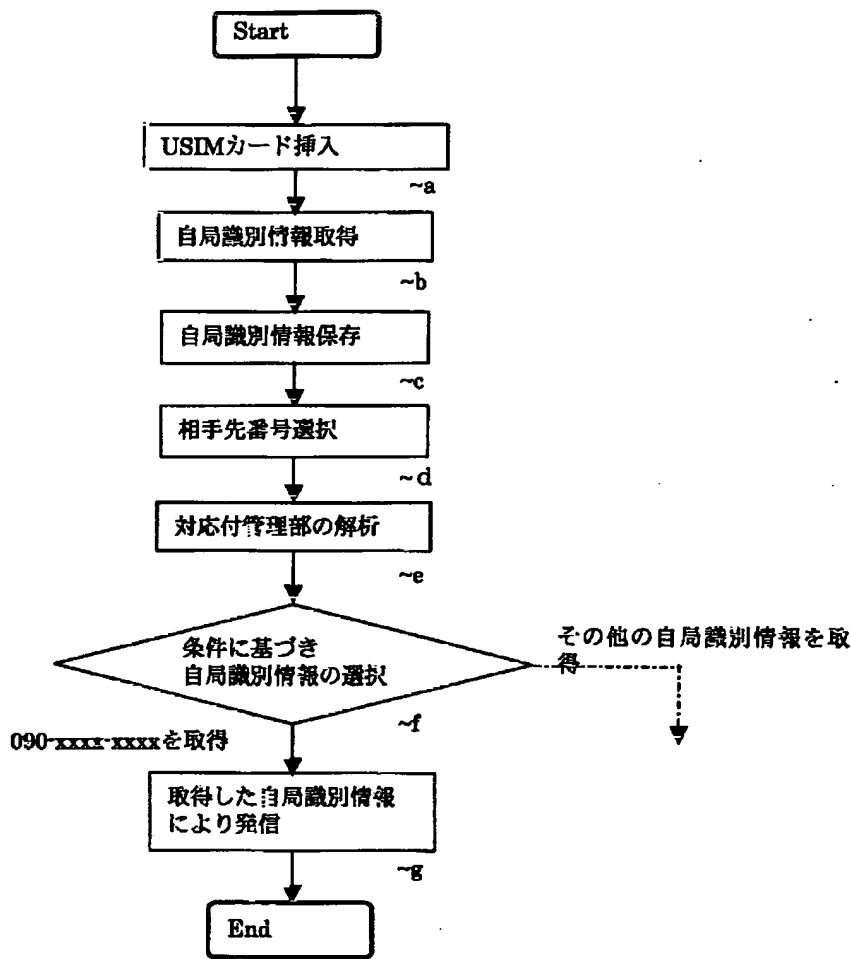 Start
USIMカード挿入
~a
自局識別情報取得
~b
自局識別情報保存
~c
相手先番号選択
~d
対応付管理部の解析
~e
条件に基づき
自局識別情報の選択
その他の自局識別情報を取
得
~f
090-xxxx-xxxxを取得
取得した自局識別情報
により発信
~g
End